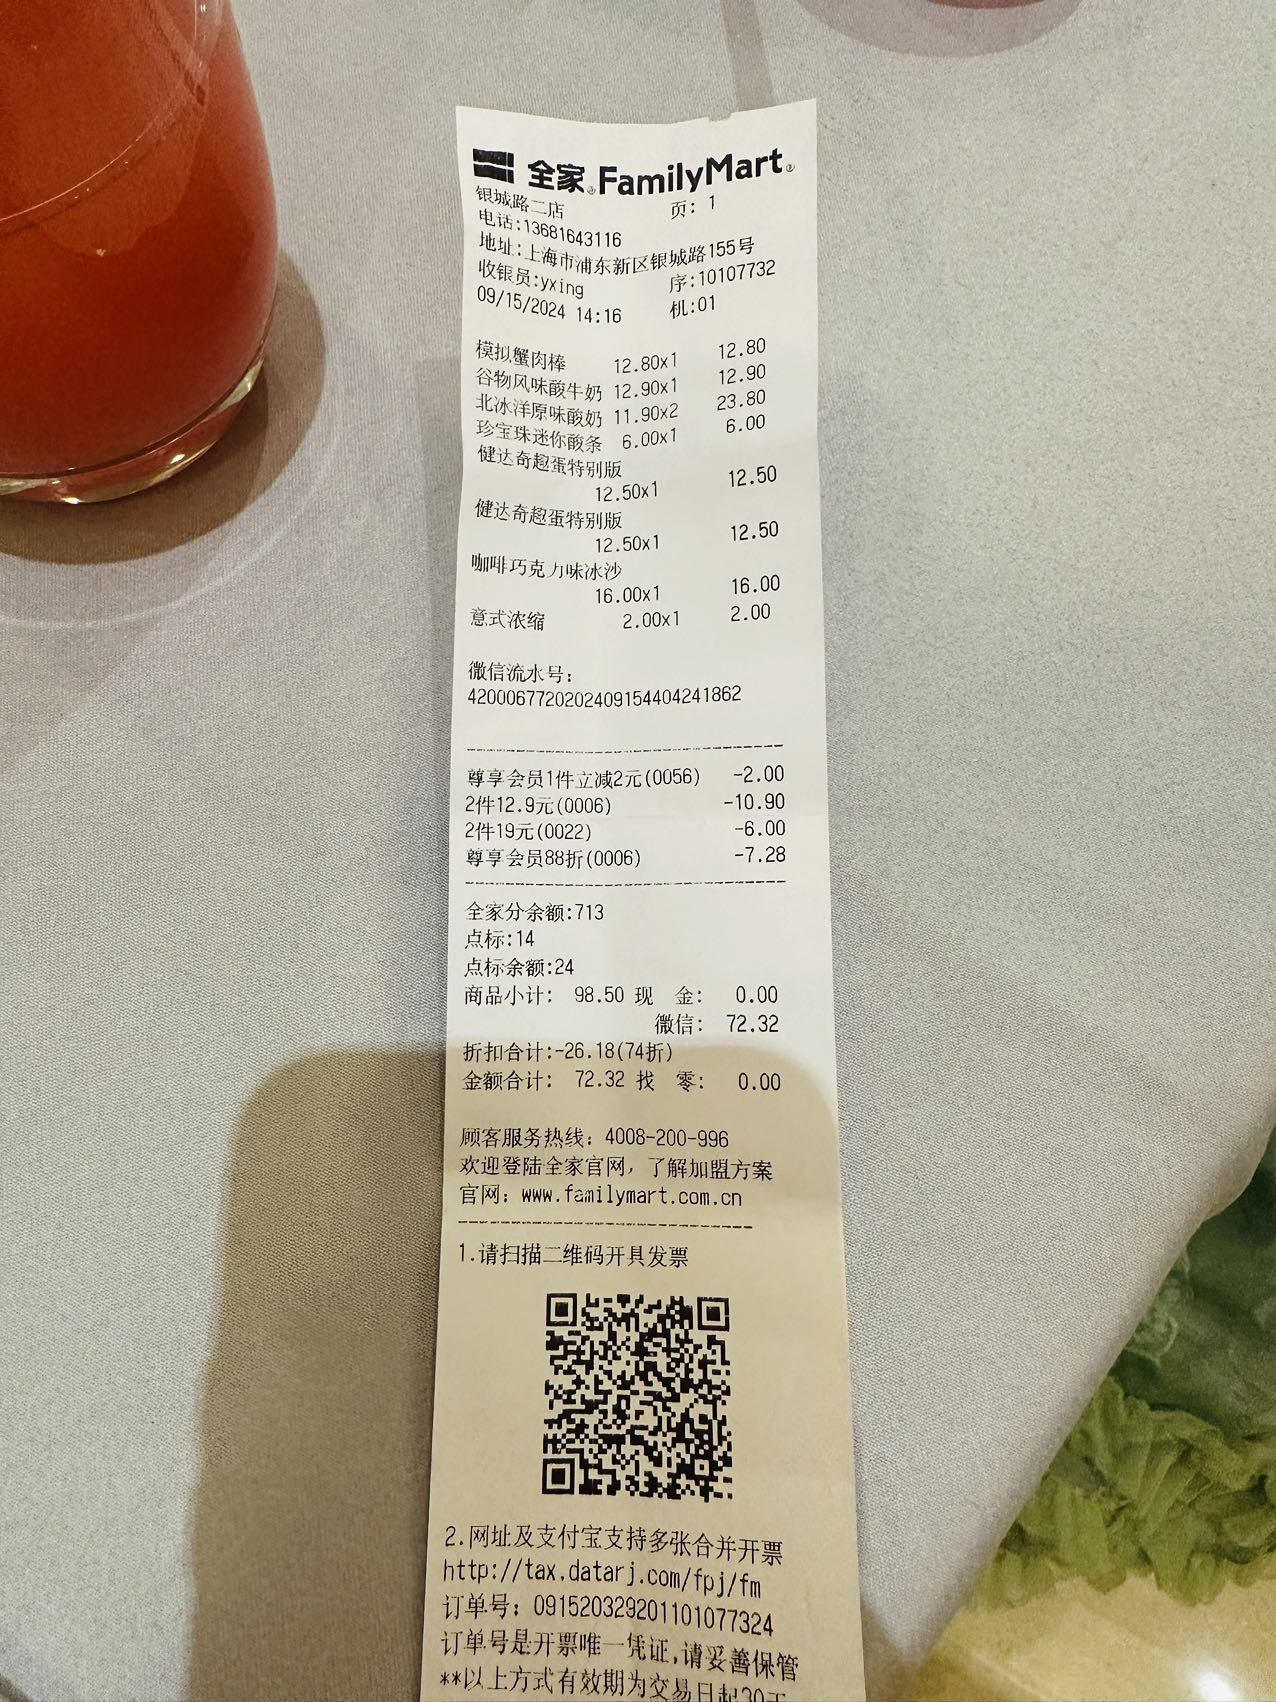 全家 FamilyMart
银城路二店 页: 1
电话:13681643116
地址:上海市浦东新区银城路155号
收银员:yxing 序:10107732
09/15/2024 14:16 机:01
模拟蟹肉棒 12.80x1 12.80
谷物风味酸牛奶 12.90x1 12.90
北冰洋原味酸奶 11.90x2 23.80
珍宝珠迷你酸条 6.00x1 6.00
健达奇趣蛋特别版
12.50x1 12.50
健达奇趣蛋特别版
12.50x1 12.50
咖啡巧克力味冰沙
16.00x1 16.00
意式浓缩 2.00x1 2.00
微信流水号:
4200067720202409154404241862
尊享会员1件立减2元(0056) -2.00
2件12.9元(0006) -10.90
2件19元(0022) -6.00
尊享会员88折(0006) -7.28
全家分余额:713
点标:14
点标余额:24
商品小计: 98.50 现 金: 0.00
微信: 72.32
折扣合计:-26.18(74折)
金额合计: 72.32 找 零: 0.00
顾客服务热线: 4008-200-996
欢迎登陆全家官网, 了解加盟方案
官网: www.familymart.com.cn
1.请扫描二维码开具发票
2.网址及支付宝支持多张合并开票
http://tax.datarj.com/fpj/fm
订单号: 091520329201101077324
订单号是开票唯一凭证,请妥善保管
**以上方式有效期为交易日起30天